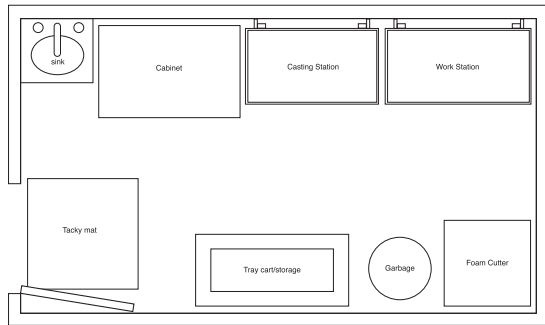 sink
Cabinet
Casting Station
Work Station
Tacky mat
Tray cart/storage
Garbage
Foam Cutter